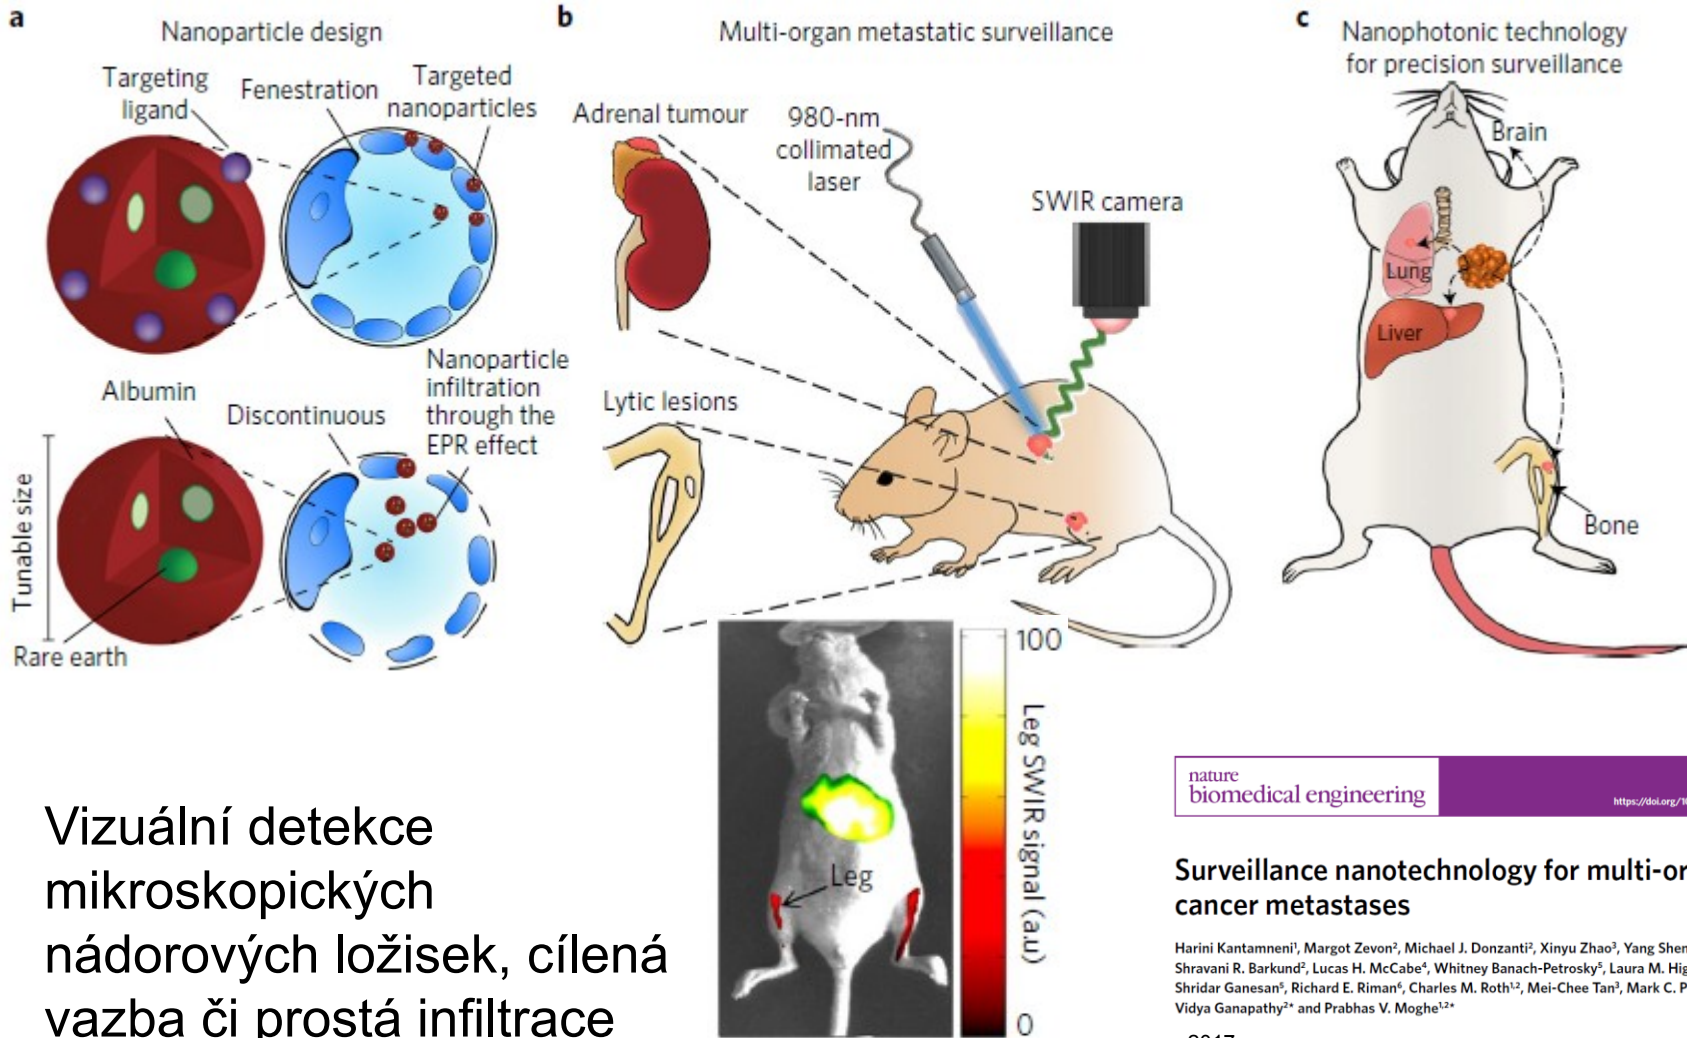 a
Nanoparticle design
Targeting
ligand
Fenestration
Targeted
nanoparticles
Albumin
Discontinuous
Nanoparticle
infiltration
through the
EPR effect
Tunable size
Rare earth
b
Multi-organ metastatic surveillance
Adrenal tumour
980-nm
collimated
laser
SWIR camera
Lytic lesions
c
Nanophotonic technology
for precision surveillance
Brain
Lung
Liver
Bone
100
Leg SWIR signal (a.u)
0
Leg
Vizuální detekce
mikroskopických
nádorových ložisek, cílená
vazba či prostá infiltrace
nature
biomedical engineering
https://doi.org/1
Surveillance nanotechnology for multi-or
cancer metastases
Harini Kantamneni¹, Margot Zevon², Michael J. Donzanti², Xinyu Zhao³, Yang Shen
Shravani R. Barkund², Lucas H. McCabe⁴, Whitney Banach-Petrosky⁵, Laura M. Hig
Shridar Ganesan⁵, Richard E. Riman⁶, Charles M. Roth¹,², Mei-Chee Tan³, Mark C. P
Vidya Ganapathy²* and Prabhas V. Moghe¹,²*